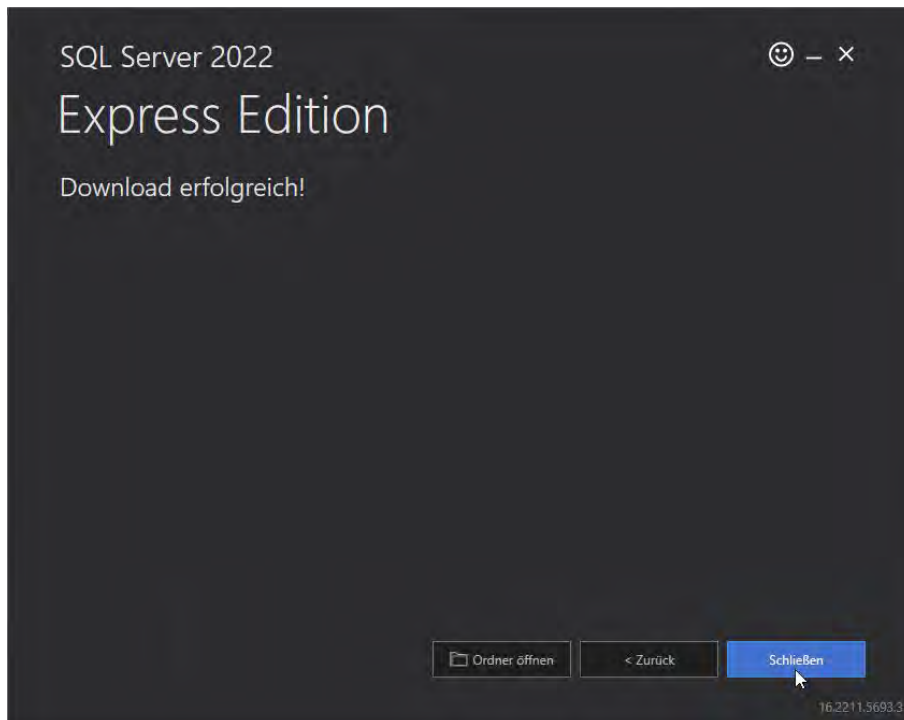 SQL Server 2022
Express Edition
Download erfolgreich!
Ordner öffnen
< Zurück
Schließen
16.2211.5693.3